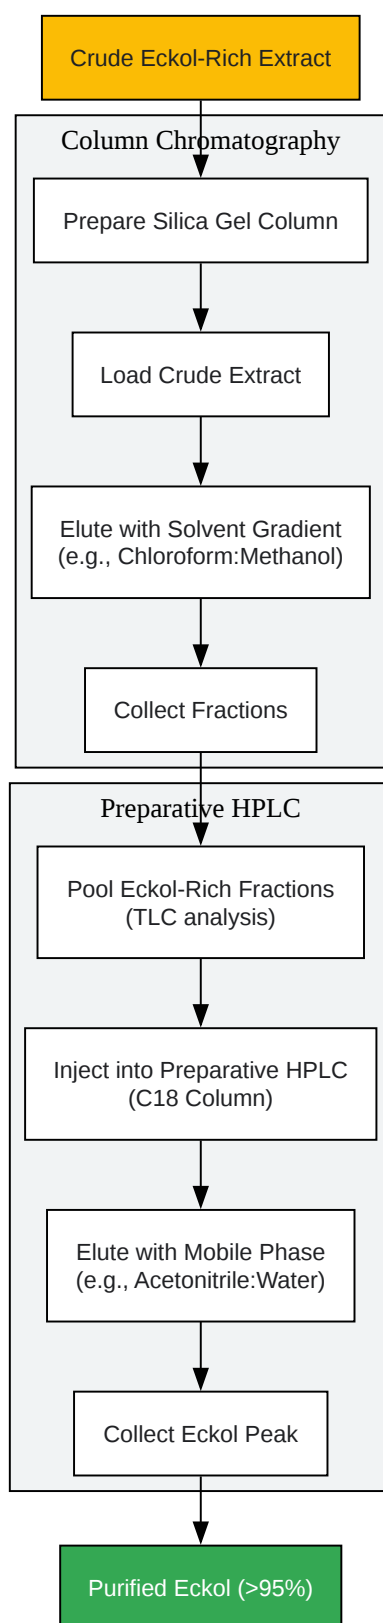 Crude Eckol-Rich Extract
Column Chromatography
Prepare Silica Gel Column
Load Crude Extract
Elute with Solvent Gradient
(e.g., Chloroform:Methanol)
Collect Fractions
Preparative HPLC
Pool Eckol-Rich Fractions
(TLC analysis)
Inject into Preparative HPLC
(C18 Column)
Elute with Mobile Phase
(e.g., Acetonitrile:Water)
Collect Eckol Peak
Purified Eckol (>95%)